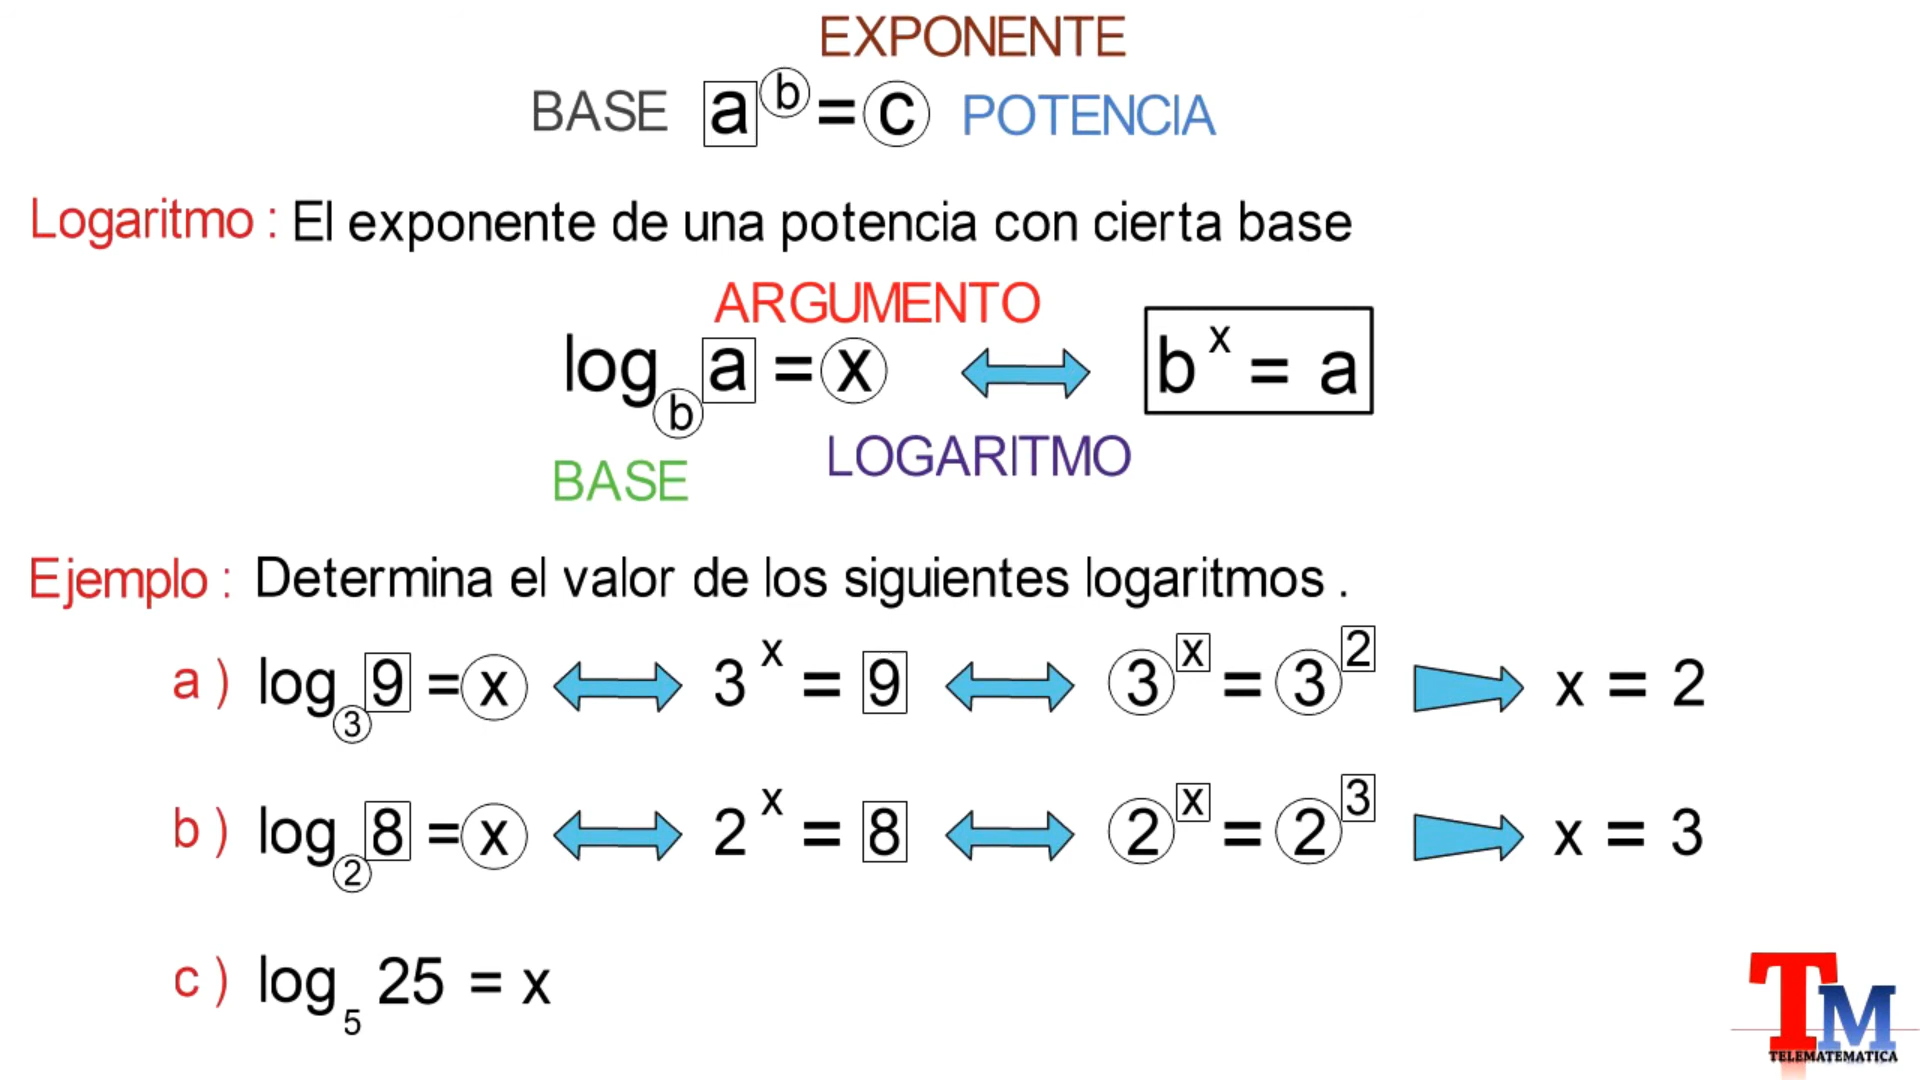 EXPONENTE
BASE a^b = c POTENCIA
Logaritmo : El exponente de una potencia con cierta base
ARGUMENTO
log_b a = x ⟷ b^x = a
LOGARITMO
BASE
Ejemplo : Determina el valor de los siguientes logaritmos .
a ) log_3 9 = x ⟷ 3^x = 9 ⟷ 3^x = 3^2 → x = 2
b ) log_2 8 = x ⟷ 2^x = 8 ⟷ 2^x = 2^3 → x = 3
c ) log_5 25 = x
TM
TELEMATEMATICA